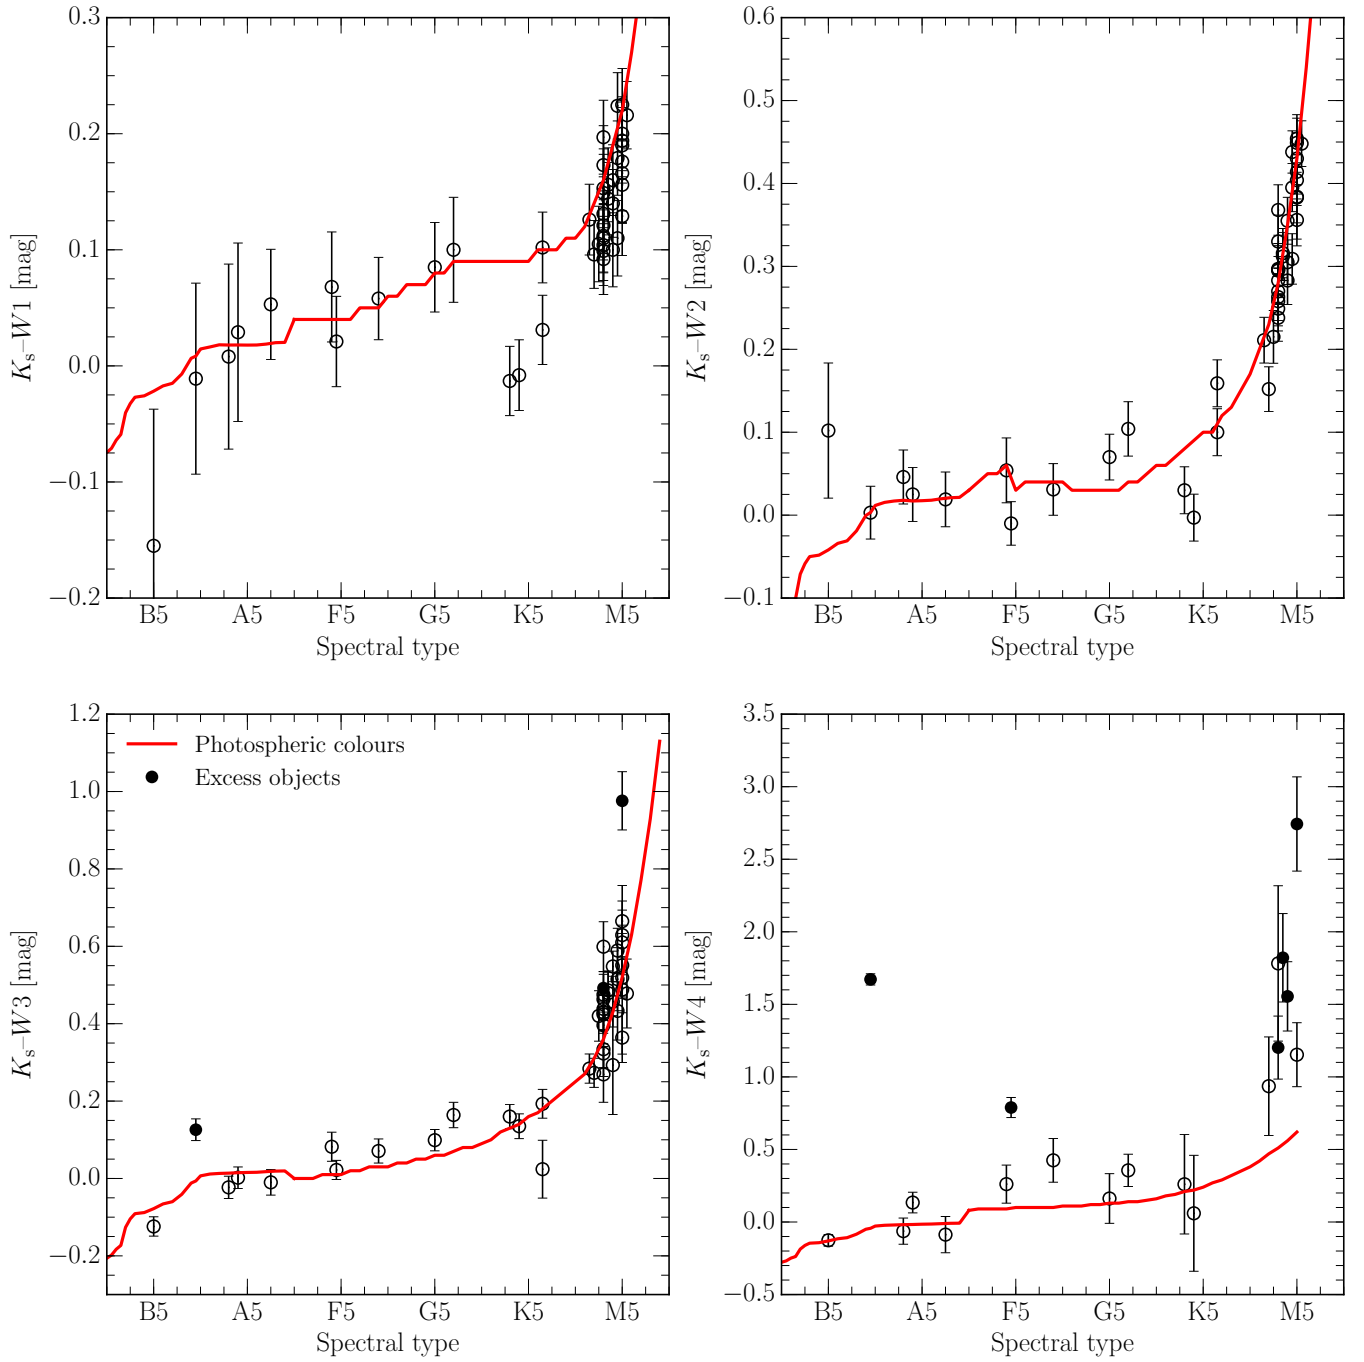 0.3
0.2
0.1
0.0
−0.1
−0.2
Kₛ–W1 [mag]
B5 A5 F5 G5 K5 M5
Spectral type
0.6
0.5
0.4
0.3
0.2
0.1
0.0
−0.1
Kₛ–W2 [mag]
B5 A5 F5 G5 K5 M5
Spectral type
1.2
1.0
0.8
0.6
0.4
0.2
0.0
−0.2
Kₛ–W3 [mag]
Photospheric colours
Excess objects
B5 A5 F5 G5 K5 M5
Spectral type
3.5
3.0
2.5
2.0
1.5
1.0
0.5
0.0
−0.5
Kₛ–W4 [mag]
B5 A5 F5 G5 K5 M5
Spectral type